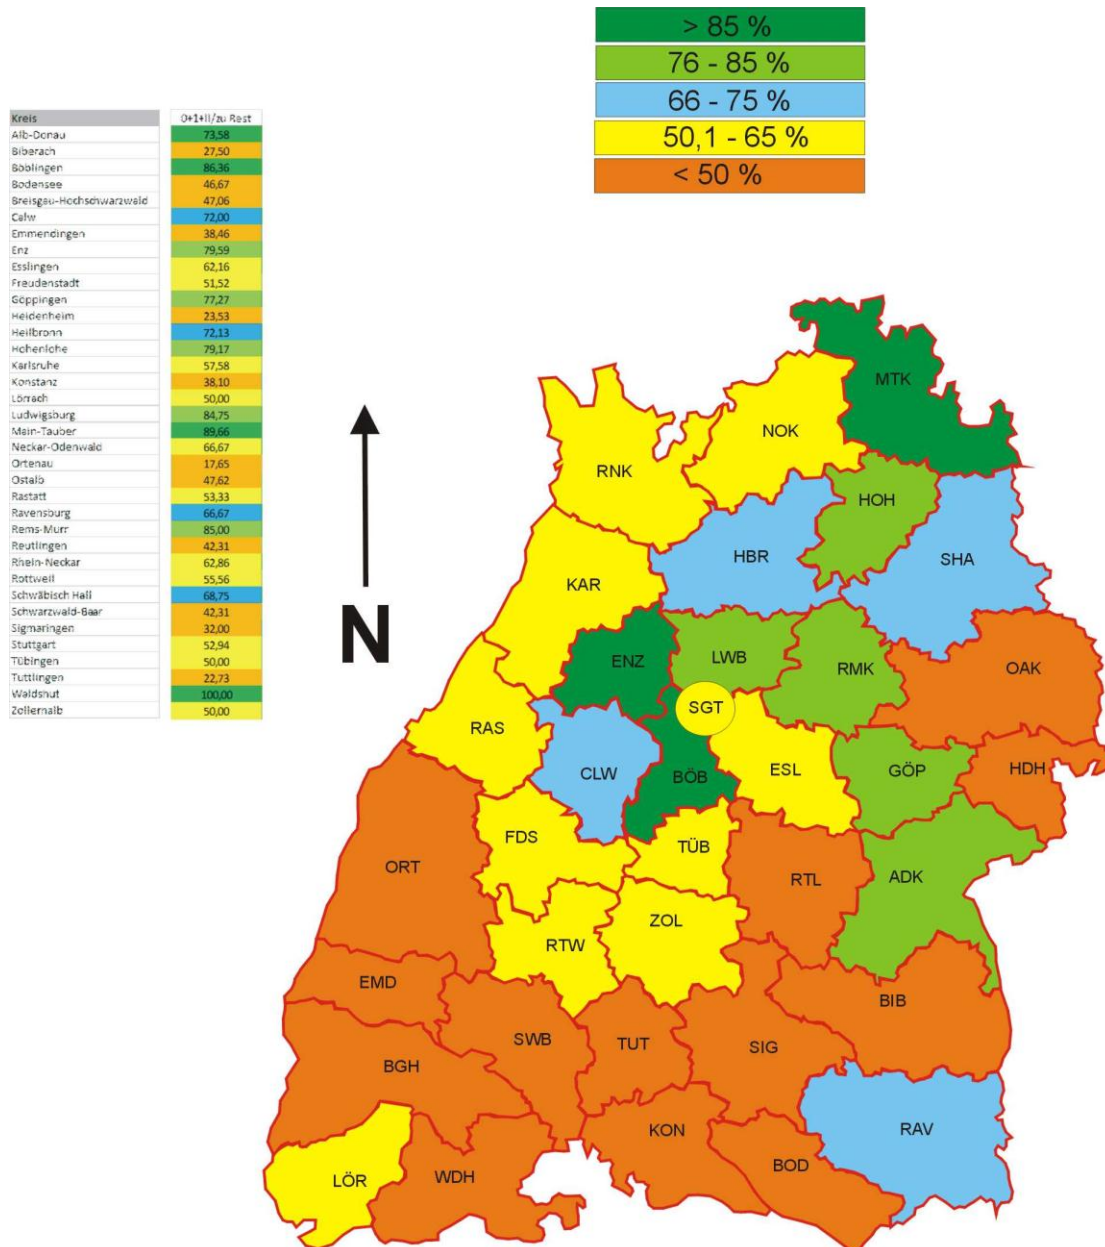 > 85 %
76 - 85 %
66 - 75 %
50,1 - 65 %
< 50 %
Kreis 0+1+II/zu Rest
Alb-Donau 73,58
Biberach 27,50
Böblingen 86,36
Bodensee 46,67
Breisgau-Hochschwarzwald 47,06
Calw 72,00
Emmendingen 38,46
Enz 79,59
Esslingen 62,16
Freudenstadt 51,52
Göppingen 77,27
Heidenheim 23,53
Heilbronn 72,13
Hohenlohe 79,17
Karlsruhe 57,58
Konstanz 38,10
Lörrach 50,00
Ludwigsburg 84,75
Main-Tauber 89,66
Neckar-Odenwald 66,67
Ortenau 17,65
Ostalb 47,62
Rastatt 53,33
Ravensburg 66,67
Rems-Murr 85,00
Reutlingen 42,31
Rhein-Neckar 62,86
Rottweil 55,56
Schwäbisch Hall 68,75
Schwarzwald-Baar 42,31
Sigmaringen 32,00
Stuttgart 52,94
Tübingen 50,00
Tuttlingen 22,73
Waldshut 100,00
Zollernalb 50,00
N
MTK
NOK
RNK
HOH
HBR
SHA
KAR
ENZ
LWB
RMK
OAK
SGT
RAS
CLW
BÖB
ESL
GÖP
HDH
FDS
TÜB
ORT
RTL
ADK
RTW
ZOL
EMD
BIB
SWB
TUT
SIG
BGH
KON
RAV
BOD
LÖR
WDH